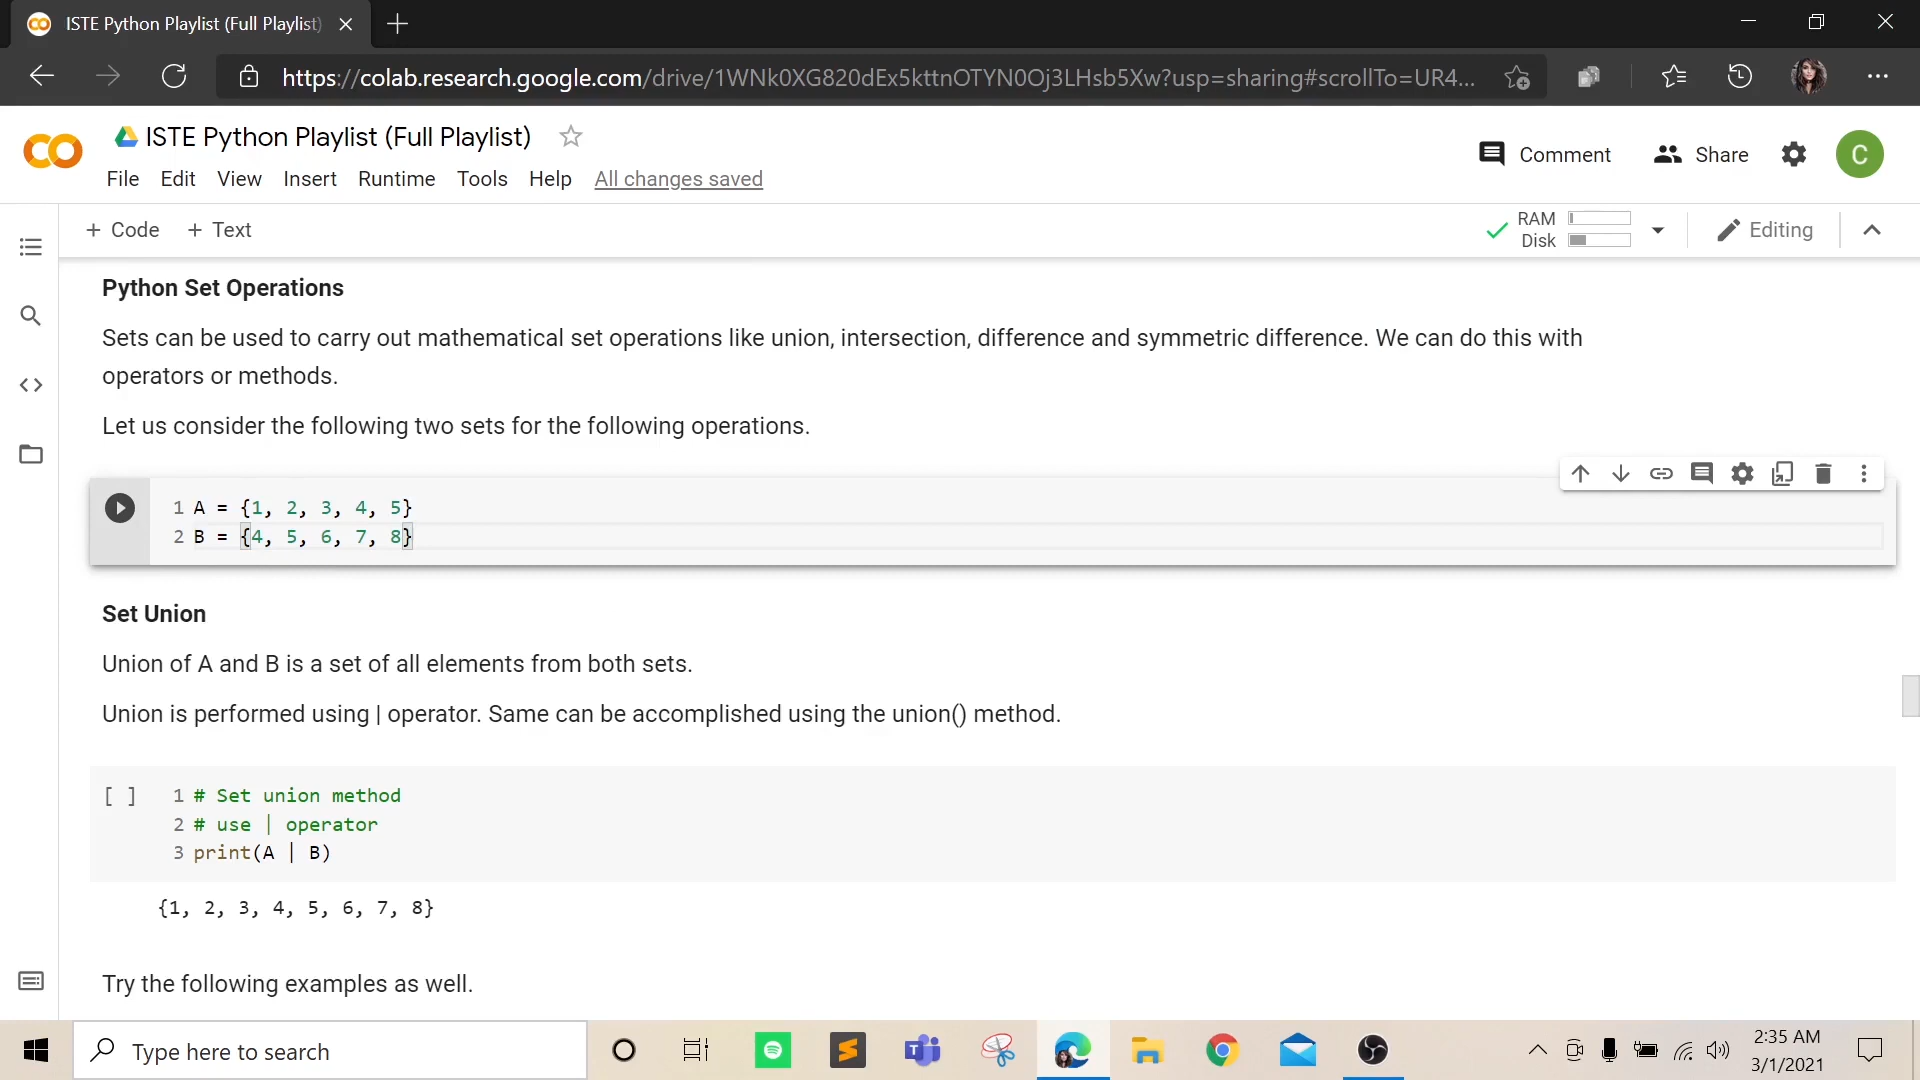 ISTE Python Playlist (Full Playlist)
https://colab.research.google.com/drive/1WNk0XG820dEx5kttnOTYN0Oj3LHsb5Xw?usp=sharing#scrollTo=UR4...
ISTE Python Playlist (Full Playlist)
Comment
Share
C
File Edit View Insert Runtime Tools Help All changes saved
+ Code + Text
RAM
Disk
Editing
Python Set Operations
Sets can be used to carry out mathematical set operations like union, intersection, difference and symmetric difference. We can do this with
operators or methods.
Let us consider the following two sets for the following operations.
1 A = {1, 2, 3, 4, 5}
2 B = {4, 5, 6, 7, 8}
Set Union
Union of A and B is a set of all elements from both sets.
Union is performed using | operator. Same can be accomplished using the union() method.
[ ] 1 # Set union method
2 # use | operator
3 print(A | B)
{1, 2, 3, 4, 5, 6, 7, 8}
Try the following examples as well.
Type here to search
2:35 AM
3/1/2021